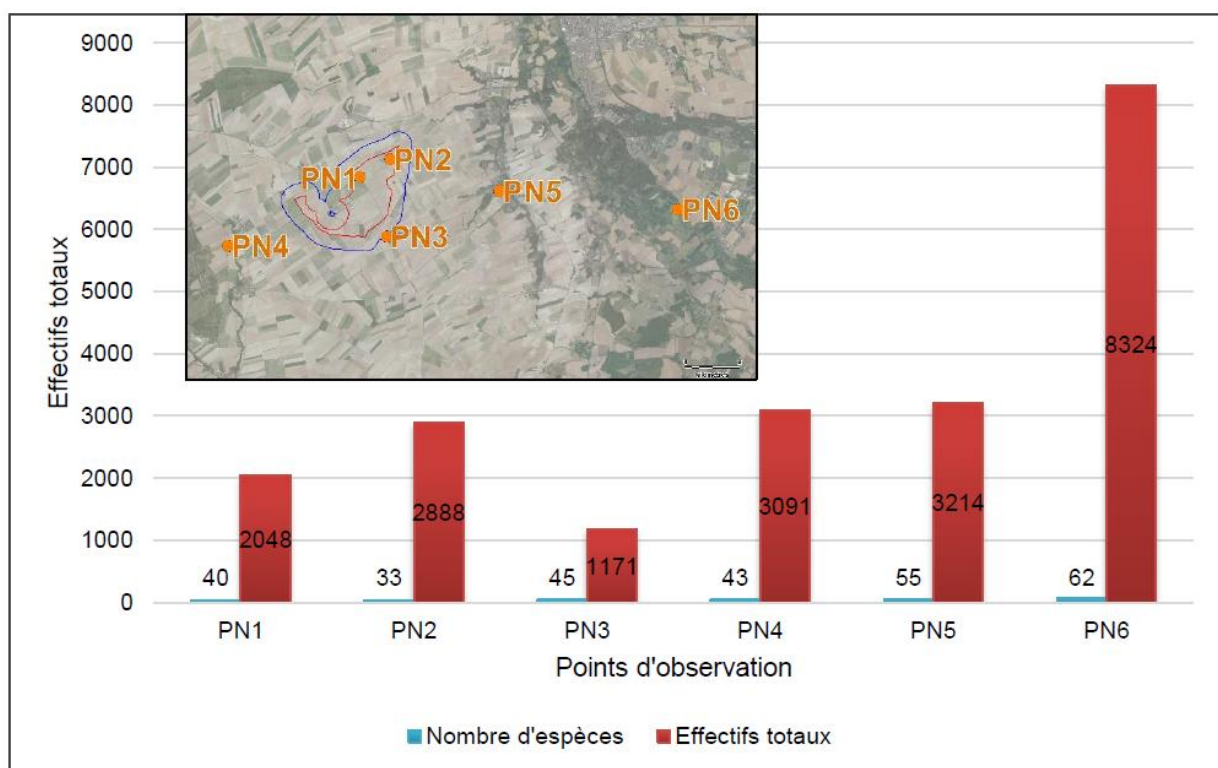 Effectifs totaux
9000
8000
7000
6000
5000
4000
3000
2000
1000
0
PN1
PN2
PN3
PN4
PN5
PN6
40
2048
33
2888
45
1171
43
3091
55
3214
62
8324
PN1
PN2
PN3
PN4
PN5
PN6
Points d'observation
Nombre d'espèces
Effectifs totaux